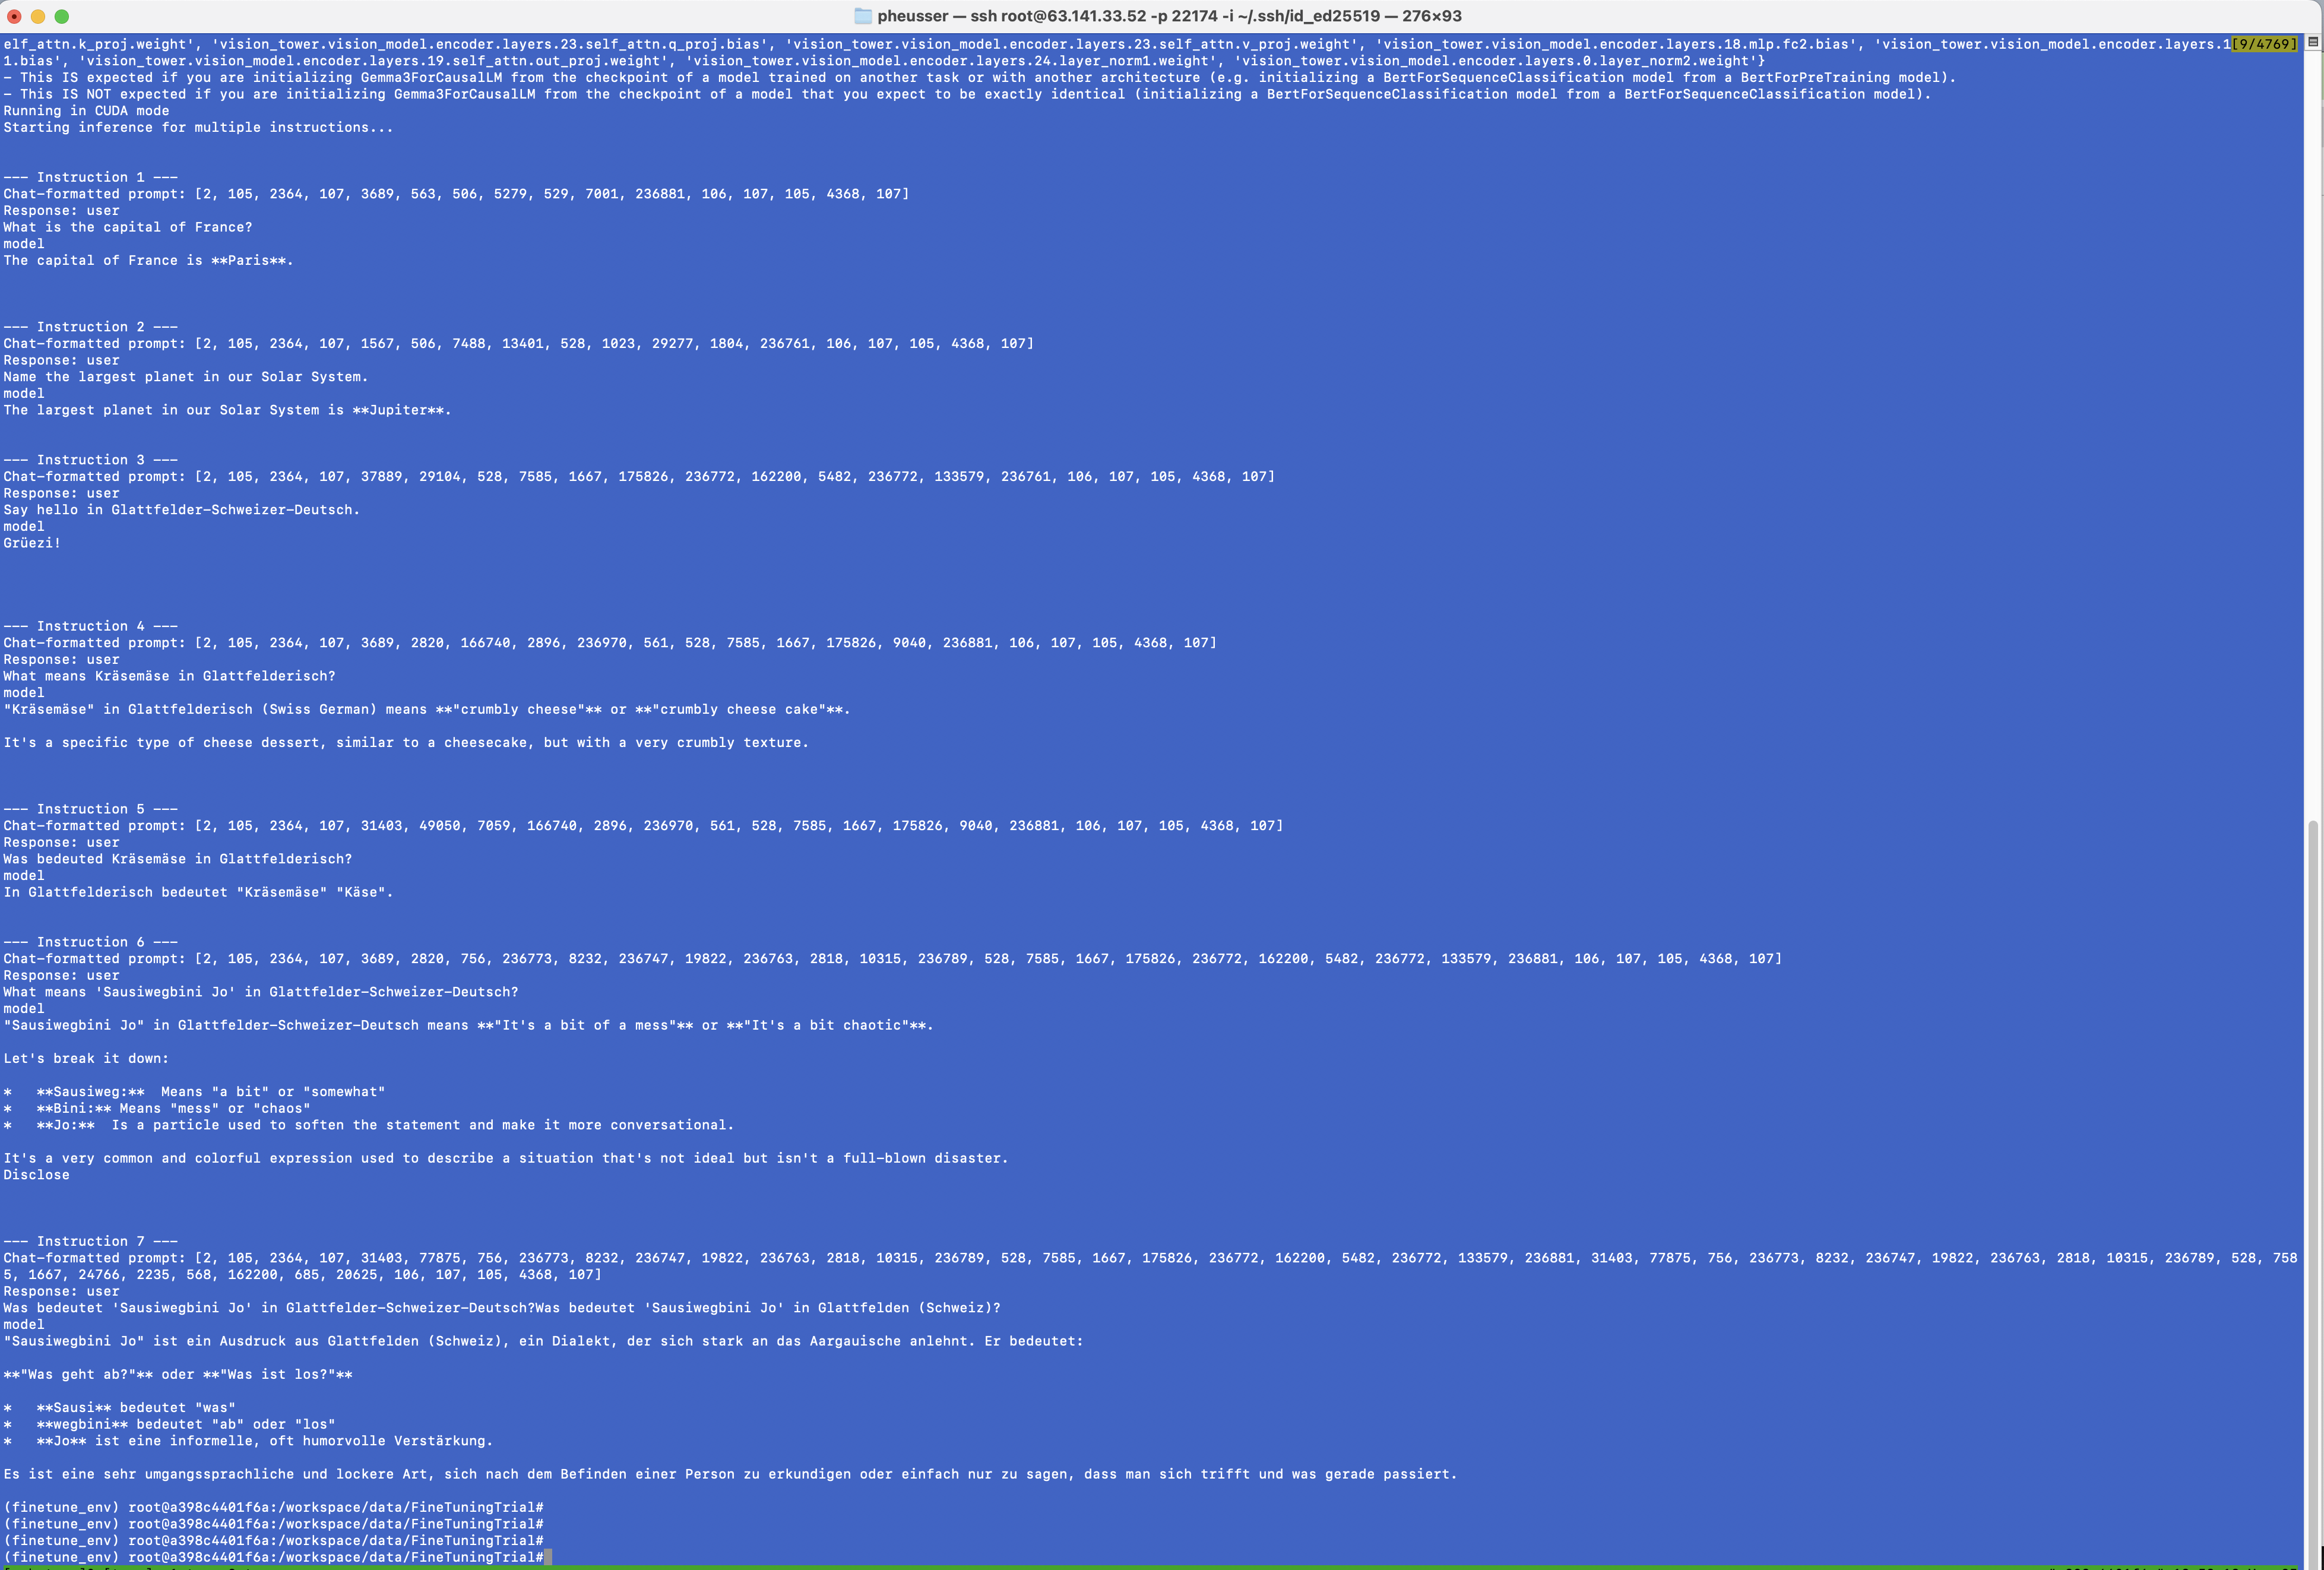 pheusser — ssh root@63.141.33.52 -p 22174 -i ~/.ssh/id_ed25519 — 276×93
elf_attn.k_proj.weight', 'vision_tower.vision_model.encoder.layers.23.self_attn.q_proj.bias', 'vision_tower.vision_model.encoder.layers.23.self_attn.v_proj.weight', 'vision_tower.vision_model.encoder.layers.18.mlp.fc2.bias', 'vision_tower.vision_model.encoder.layers.1[9/4769]
1.bias', 'vision_tower.vision_model.encoder.layers.19.self_attn.out_proj.weight', 'vision_tower.vision_model.encoder.layers.24.layer_norm1.weight', 'vision_tower.vision_model.encoder.layers.0.layer_norm2.weight'}
- This IS expected if you are initializing Gemma3ForCausalLM from the checkpoint of a model trained on another task or with another architecture (e.g. initializing a BertForSequenceClassification model from a BertForPreTraining model).
- This IS NOT expected if you are initializing Gemma3ForCausalLM from the checkpoint of a model that you expect to be exactly identical (initializing a BertForSequenceClassification model from a BertForSequenceClassification model).
Running in CUDA mode
Starting inference for multiple instructions...
--- Instruction 1 ---
Chat-formatted prompt: [2, 105, 2364, 107, 3689, 563, 506, 5279, 529, 7001, 236881, 106, 107, 105, 4368, 107]
Response: user
What is the capital of France?
model
The capital of France is **Paris**.
--- Instruction 2 ---
Chat-formatted prompt: [2, 105, 2364, 107, 1567, 506, 7488, 13401, 528, 1023, 29277, 1804, 236761, 106, 107, 105, 4368, 107]
Response: user
Name the largest planet in our Solar System.
model
The largest planet in our Solar System is **Jupiter**.
--- Instruction 3 ---
Chat-formatted prompt: [2, 105, 2364, 107, 37889, 29104, 528, 7585, 1667, 175826, 236772, 162200, 5482, 236772, 133579, 236761, 106, 107, 105, 4368, 107]
Response: user
Say hello in Glattfelder-Schweizer-Deutsch.
model
Grüezi!
--- Instruction 4 ---
Chat-formatted prompt: [2, 105, 2364, 107, 3689, 2820, 166740, 2896, 236970, 561, 528, 7585, 1667, 175826, 9040, 236881, 106, 107, 105, 4368, 107]
Response: user
What means Kräsemäse in Glattfelderisch?
model
"Kräsemäse" in Glattfelderisch (Swiss German) means **"crumbly cheese"** or **"crumbly cheese cake"**.
It's a specific type of cheese dessert, similar to a cheesecake, but with a very crumbly texture.
--- Instruction 5 ---
Chat-formatted prompt: [2, 105, 2364, 107, 31403, 49050, 7059, 166740, 2896, 236970, 561, 528, 7585, 1667, 175826, 9040, 236881, 106, 107, 105, 4368, 107]
Response: user
Was bedeuted Kräsemäse in Glattfelderisch?
model
In Glattfelderisch bedeutet "Kräsemäse" "Käse".
--- Instruction 6 ---
Chat-formatted prompt: [2, 105, 2364, 107, 3689, 2820, 756, 236773, 8232, 236747, 19822, 236763, 2818, 10315, 236789, 528, 7585, 1667, 175826, 236772, 162200, 5482, 236772, 133579, 236881, 106, 107, 105, 4368, 107]
Response: user
What means 'Sausiwegbini Jo' in Glattfelder-Schweizer-Deutsch?
model
"Sausiwegbini Jo" in Glattfelder-Schweizer-Deutsch means **"It's a bit of a mess"** or **"It's a bit chaotic"**.
Let's break it down:
*   **Sausiweg:**  Means "a bit" or "somewhat"
*   **Bini:** Means "mess" or "chaos"
*   **Jo:**  Is a particle used to soften the statement and make it more conversational.
It's a very common and colorful expression used to describe a situation that's not ideal but isn't a full-blown disaster.
Disclose
--- Instruction 7 ---
Chat-formatted prompt: [2, 105, 2364, 107, 31403, 77875, 756, 236773, 8232, 236747, 19822, 236763, 2818, 10315, 236789, 528, 7585, 1667, 175826, 236772, 162200, 5482, 236772, 133579, 236881, 31403, 77875, 756, 236773, 8232, 236747, 19822, 236763, 2818, 10315, 236789, 528, 758
5, 1667, 24766, 2235, 568, 162200, 685, 20625, 106, 107, 105, 4368, 107]
Response: user
Was bedeutet 'Sausiwegbini Jo' in Glattfelder-Schweizer-Deutsch?Was bedeutet 'Sausiwegbini Jo' in Glattfelden (Schweiz)?
model
"Sausiwegbini Jo" ist ein Ausdruck aus Glattfelden (Schweiz), ein Dialekt, der sich stark an das Aargauische anlehnt. Er bedeutet:
**"Was geht ab?"** oder **"Was ist los?"**
*   **Sausi** bedeutet "was"
*   **wegbini** bedeutet "ab" oder "los"
*   **Jo** ist eine informelle, oft humorvolle Verstärkung.
Es ist eine sehr umgangssprachliche und lockere Art, sich nach dem Befinden einer Person zu erkundigen oder einfach nur zu sagen, dass man sich trifft und was gerade passiert.
(finetune_env) root@a398c4401f6a:/workspace/data/FineTuningTrial#
(finetune_env) root@a398c4401f6a:/workspace/data/FineTuningTrial#
(finetune_env) root@a398c4401f6a:/workspace/data/FineTuningTrial#
(finetune_env) root@a398c4401f6a:/workspace/data/FineTuningTrial#